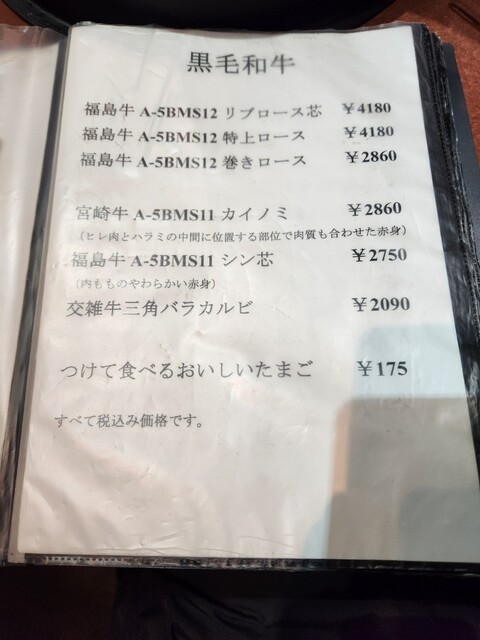 黒毛和牛
福島牛 A-5BMS12 リブロース芯 ￥4180
福島牛 A-5BMS12 特上ロース ￥4180
福島牛 A-5BMS12 巻きロース ￥2860
宮崎牛 A-5BMS11 カイノミ ￥2860
（ヒレ肉とハラミの中間に位置する部位で肉質も合わせた赤身）
福島牛 A-5BMS11 シン芯 ￥2750
（内もものやわらかい赤身）
交雑牛三角バラカルビ ￥2090
つけて食べるおいしいたまご ￥175
すべて税込み価格です。